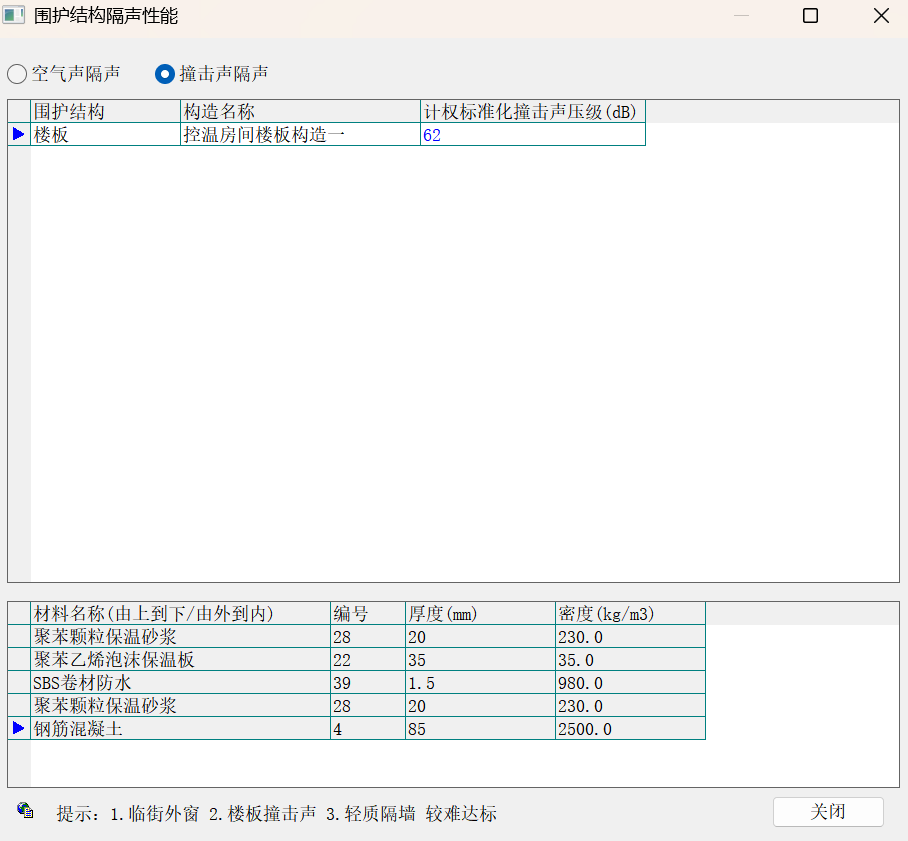 围护结构隔声性能
空气声隔声 撞击声隔声
围护结构 构造名称 计权标准化撞击声压级(dB)
楼板 控温房间楼板构造一 62
材料名称(由上到下/由外到内) 编号 厚度(mm) 密度(kg/m3)
聚苯颗粒保温砂浆 28 20 230.0
聚苯乙烯泡沫保温板 22 35 35.0
SBS卷材防水 39 1.5 980.0
聚苯颗粒保温砂浆 28 20 230.0
钢筋混凝土 4 85 2500.0
提示: 1.临街外窗 2.楼板撞击声 3.轻质隔墙 较难达标
关闭